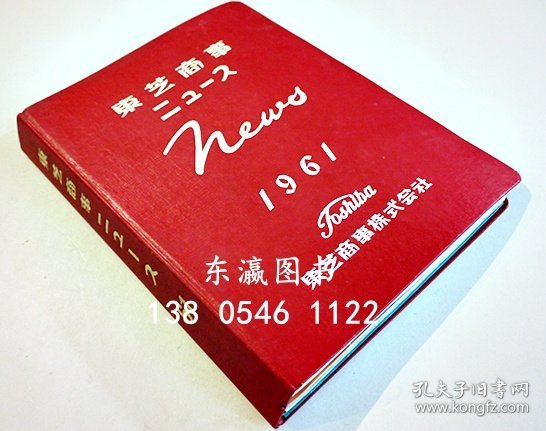 東芝商事
ニュース
News
1961
Toshiba
東芝商事株式会社
東芝商事ニュース
东瀛图
138 0546 1122
孔夫子旧书网
www.kongfz.com